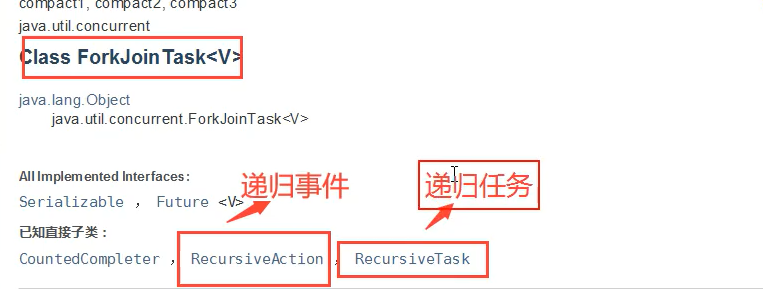 compact1, compact2, compact3
java.util.concurrent
Class ForkJoinTask<V>
java.lang.Object
java.util.concurrent.ForkJoinTask<V>
All Implemented Interfaces:
递归事件
递归任务
Serializable , Future <V>
已知直接子类：
CountedCompleter , RecursiveAction , RecursiveTask